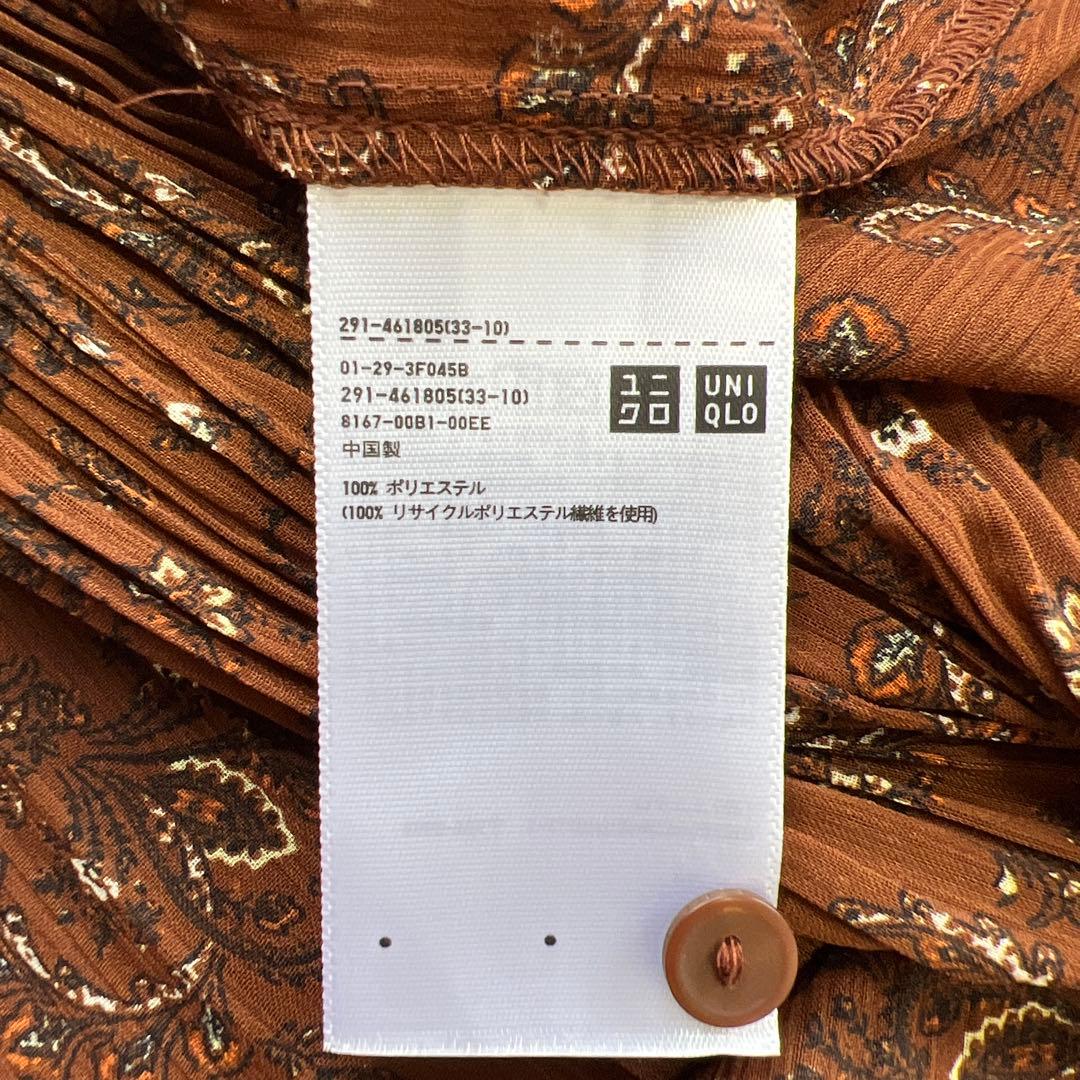 291-461805(33-10)
01-29-3F045B
291-461805(33-10)
8167-00B1-00EE
中国製
ユニ
クロ
UNI
QLO
100% ポリエステル
(100% リサイクルポリエステル繊維を使用)